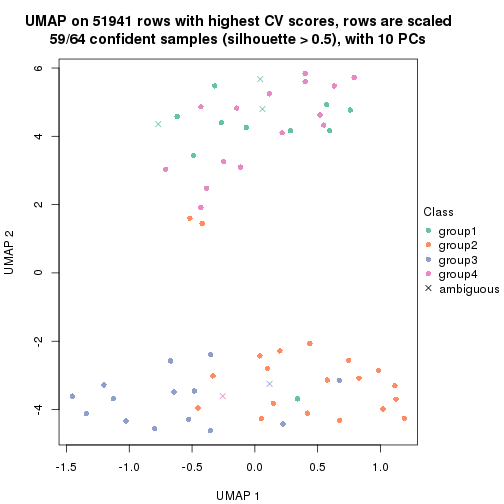 UMAP on 51941 rows with highest CV scores, rows are scaled
59/64 confident samples (silhouette > 0.5), with 10 PCs
6
4
2
0
-2
-4
UMAP 2
Class
group1
group2
group3
group4
ambiguous
-1.5 -1.0 -0.5 0.0 0.5 1.0
UMAP 1